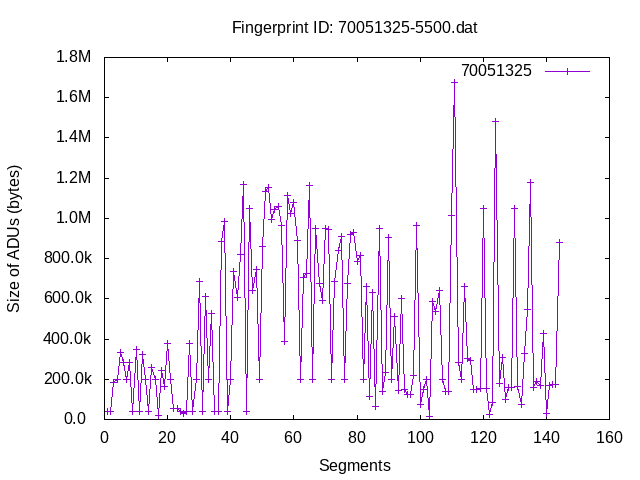 Fingerprint ID: 70051325-5500.dat
1.8M
70051325
1.6M
1.4M
1.2M
1.0M
800.0k
600.0k
400.0k
200.0k
0.0
Size of ADUs (bytes)
0 20 40 60 80 100 120 140 160
Segments